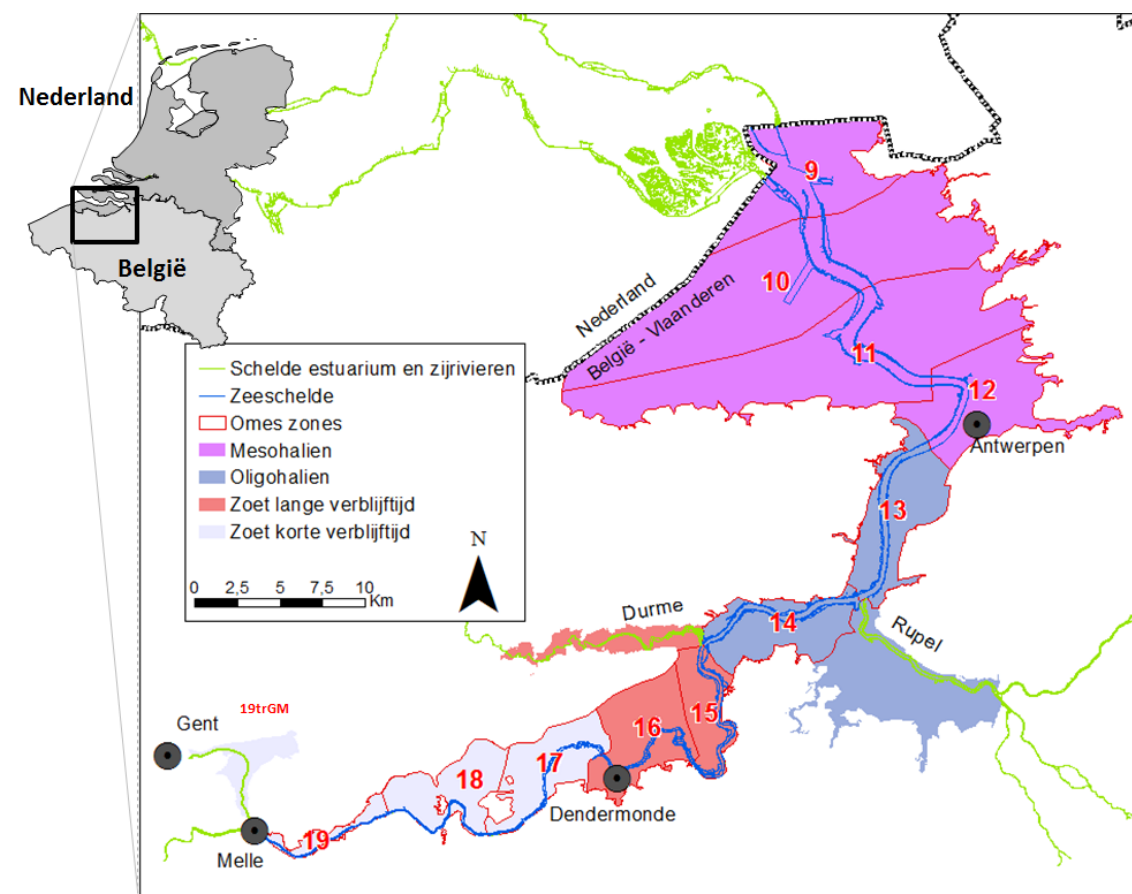 Nederland
België
9
10
Nederland
België - Vlaanderen
11
12
Antwerpen
Schelde estuarium en zijrivieren
Zeeschelde
Omes zones
Mesohalien
Oligohalien
Zoet lange verblijftijd
Zoet korte verblijftijd
N
0 2,5 5 7,5 10
Km
13
Durme
14
Rupel
19trGM
Gent
15
16
17
18
Dendermonde
19
Melle